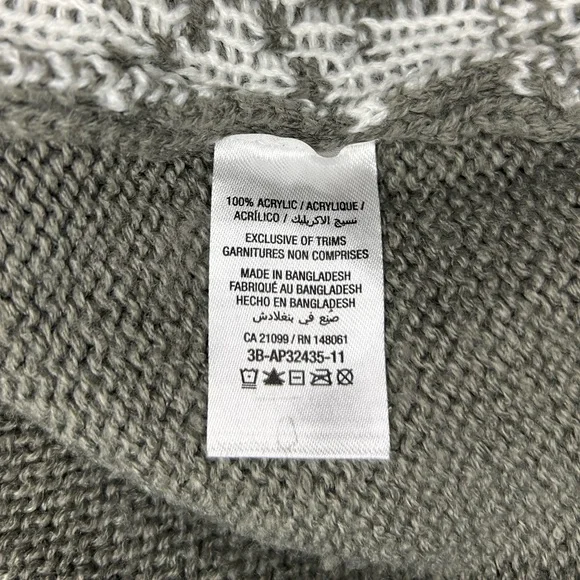 100% ACRYLIC / ACRYLIQUE /
ACRÍLICO / نسيج الاكريليك
EXCLUSIVE OF TRIMS
GARNITURES NON COMPRISES
MADE IN BANGLADESH
FABRIQUÉ AU BANGLADESH
HECHO EN BANGLADESH
صنع في بنغلادش
CA 21099 / RN 148061
3B-AP32435-11